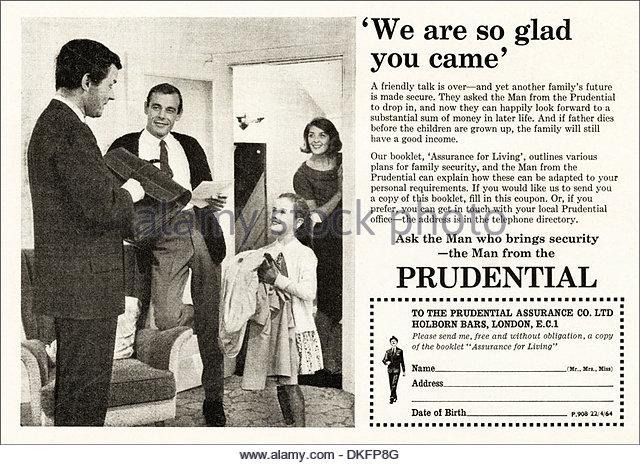 ‘We are so glad
you came’
A friendly talk is over—and yet another family's future
is made secure. They asked the Man from the Prudential
to drop in, and now they can happily look forward to a
substantial sum of money in later life. And if father dies
before the children are grown up, the family will still
have a good income.
Our booklet, ‘Assurance for Living’, outlines various
plans for family security, and the Man from the
Prudential can explain how these can be adapted to your
personal requirements. If you would like us to send you
a copy of this booklet, fill in this coupon. Or, if you
prefer, you can get in touch with your local Prudential
office—the address is in the telephone directory.
alamy stock photo
Ask the Man who brings security
—the Man from the
PRUDENTIAL
TO THE PRUDENTIAL ASSURANCE CO. LTD
HOLBORN BARS, LONDON, E.C.1
Please send me, free and without obligation, a copy
of the booklet "Assurance for Living"
Name (Mr., Mrs., Miss)
Address
Date of Birth P.908 22/4/64
www.alamy.com - DKFP8G